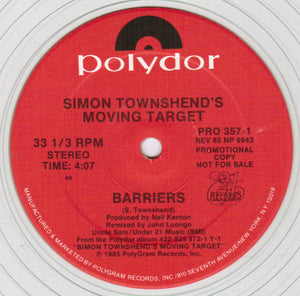 polydor
SIMON TOWNSHEND'S
MOVING TARGET
33 1/3 RPM
STEREO
TIME: 4:07
PRO 357-1
REV 85 NP 6943
PROMOTIONAL
COPY
NOT FOR SALE
21
RECORDS
BARRIERS
(S. Townshend)
Produced by Neil Kernon
Remixed by John Luongo
Uncle Sam/Under 21 Music (BMI)
From the Polydor album 422-825 872-1 Y-1
"SIMON TOWNSHEND'S MOVING TARGET"
℗ 1985 PolyGram Records, Inc.
MANUFACTURED & MARKETED BY POLYGRAM RECORDS, INC./810 SEVENTH AVENUE/NEW YORK, N.Y. 10019